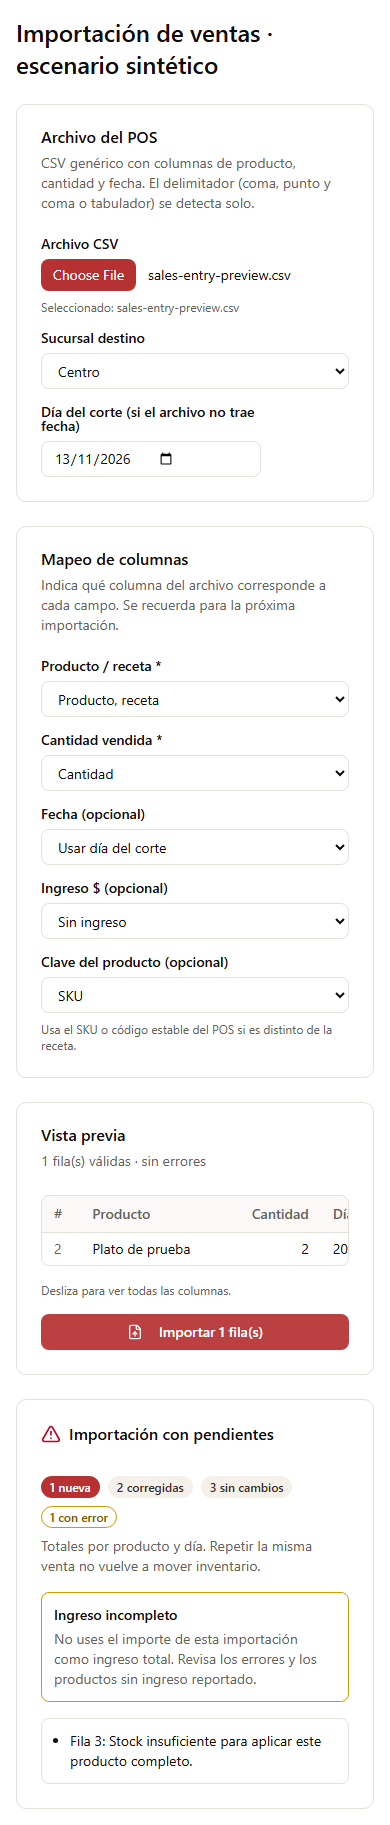 Importación de ventas ·
escenario sintético
Archivo del POS
CSV genérico con columnas de producto,
cantidad y fecha. El delimitador (coma, punto y
coma o tabulador) se detecta solo.
Archivo CSV
Choose File sales-entry-preview.csv
Seleccionado: sales-entry-preview.csv
Sucursal destino
Centro
Día del corte (si el archivo no trae
fecha)
13/11/2026
Mapeo de columnas
Indica qué columna del archivo corresponde a
cada campo. Se recuerda para la próxima
importación.
Producto / receta *
Producto, receta
Cantidad vendida *
Cantidad
Fecha (opcional)
Usar día del corte
Ingreso $ (opcional)
Sin ingreso
Clave del producto (opcional)
SKU
Usa el SKU o código estable del POS si es distinto de la
receta.
Vista previa
1 fila(s) válidas · sin errores
# Producto Cantidad
2 Plato de prueba 2 20
Desliza para ver todas las columnas.
Importar 1 fila(s)
Importación con pendientes
1 nueva 2 corregidas 3 sin cambios
1 con error
Totales por producto y día. Repetir la misma
venta no vuelve a mover inventario.
Ingreso incompleto
No uses el importe de esta importación
como ingreso total. Revisa los errores y los
productos sin ingreso reportado.
• Fila 3: Stock insuficiente para aplicar este
producto completo.